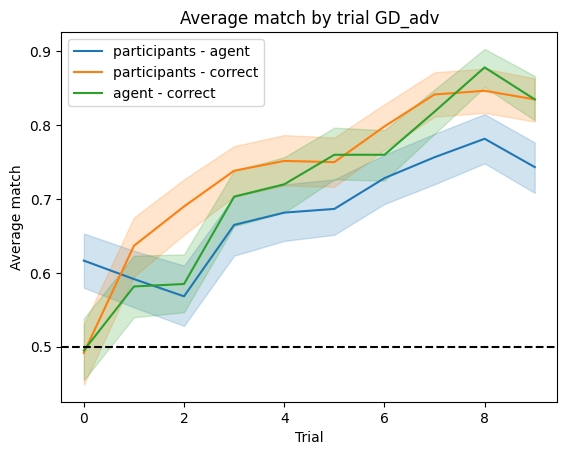 Average match by trial GD_adv
participants - agent
participants - correct
agent - correct
Average match
0.9
0.8
0.7
0.6
0.5
0 2 4 6 8
Trial